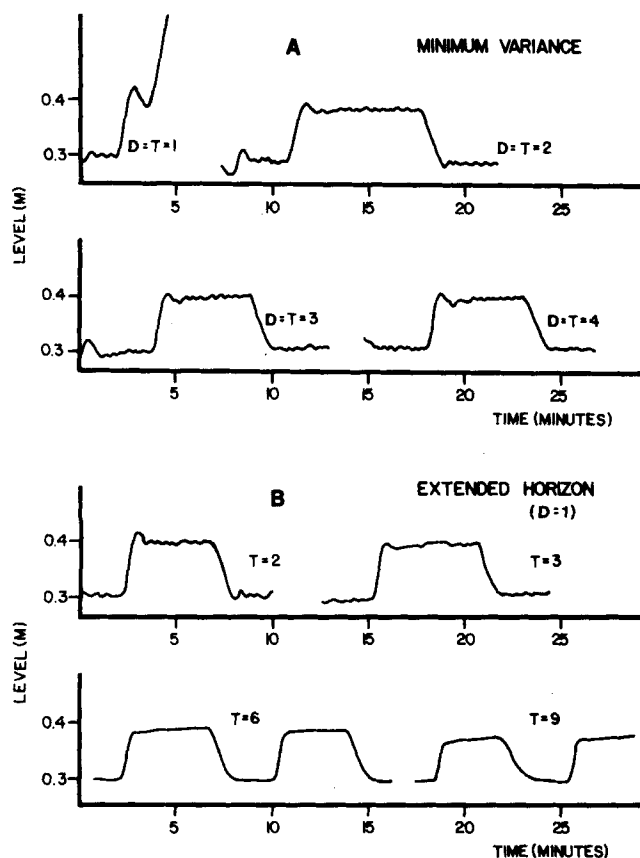 A MINIMUM VARIANCE
0.4
D=T=1 D=T=2
0.3
5 10 15 20 25
LEVEL (M)
0.4
D=T=3 D=T=4
0.3
5 10 15 20 25
TIME (MINUTES)
B EXTENDED HORIZON
(D=1)
0.4
T=2 T=3
0.3
5 10 15 20 25
LEVEL (M)
T=6 T=9
0.4
0.3
5 10 15 20 25
TIME (MINUTES)